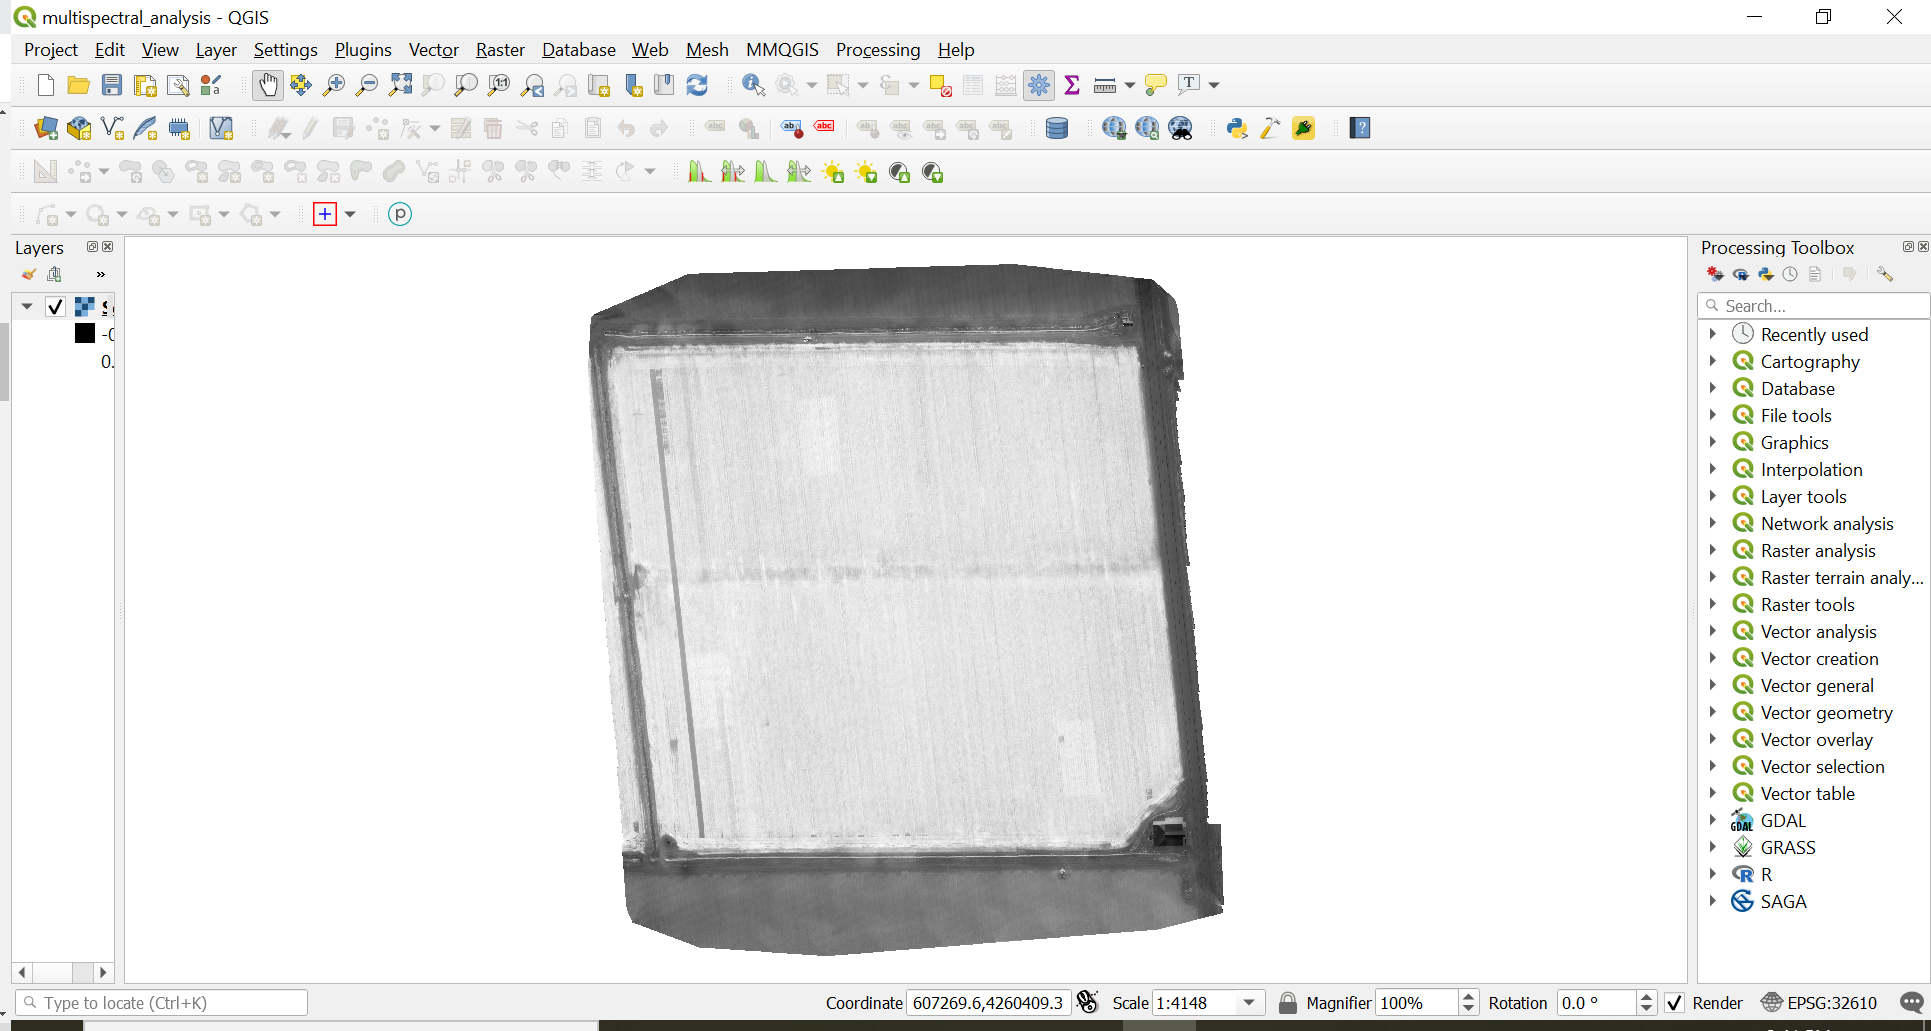 multispectral_analysis - QGIS
Project Edit View Layer Settings Plugins Vector Raster Database Web Mesh MMQGIS Processing Help
Layers
-0
0.
Processing Toolbox
Search...
Recently used
Cartography
Database
File tools
Graphics
Interpolation
Layer tools
Network analysis
Raster analysis
Raster terrain analy...
Raster tools
Vector analysis
Vector creation
Vector general
Vector geometry
Vector overlay
Vector selection
Vector table
GDAL
GRASS
R
SAGA
Type to locate (Ctrl+K)
Coordinate 607269.6,4260409.3 Scale 1:4148 Magnifier 100% Rotation 0.0 ° Render EPSG:32610